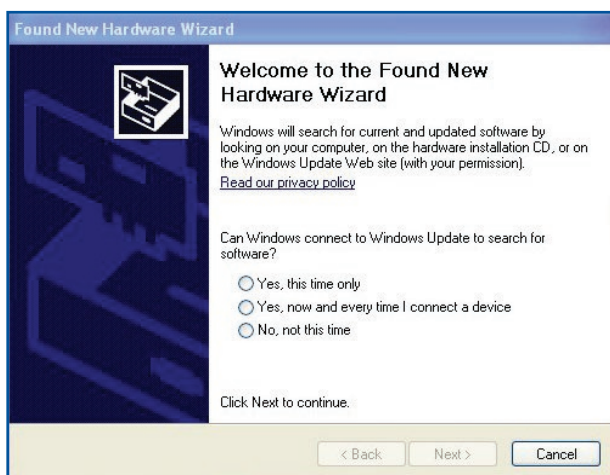 Found New Hardware Wizard
Welcome to the Found New
Hardware Wizard
Windows will search for current and updated software by
looking on your computer, on the hardware installation CD, or on
the Windows Update Web site (with your permission).
Read our privacy policy
Can Windows connect to Windows Update to search for
software?
Yes, this time only
Yes, now and every time I connect a device
No, not this time
Click Next to continue.
< Back Next > Cancel